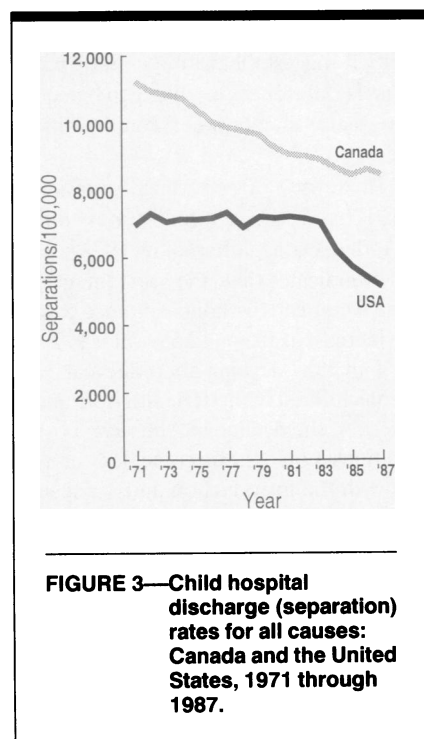 12,000
10,000
8,000
6,000
4,000
2,000
0
Separations/100,000
Canada
USA
'71 '73 '75 '77 '79 '81 '83 '85 '87
Year
FIGURE 3—Child hospital
discharge (separation)
rates for all causes:
Canada and the United
States, 1971 through
1987.